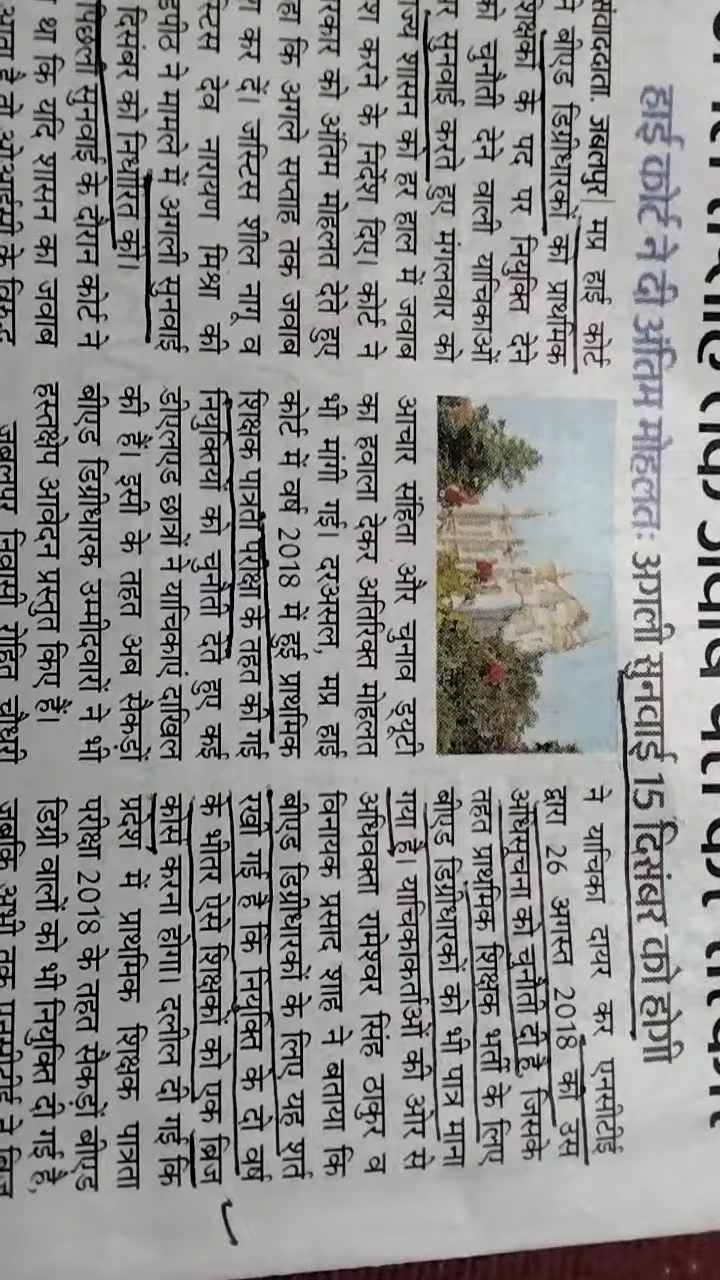 हाई कोर्ट ने दी अंतिम मोहलत: अगली सुनवाई 15 दिसंबर को होगी
संवाददाता. जबलपुर। मप्र हाई कोर्ट
ने बीएड डिग्रीधारकों को प्राथमिक
शिक्षकों के पद पर नियुक्ति देने
को चुनौती देने वाली याचिकाओं
पर सुनवाई करते हुए मंगलवार को
राज्य शासन को हर हाल में जवाब
पेश करने के निर्देश दिए। कोर्ट ने
सरकार को अंतिम मोहलत देते हुए
कहा कि अगले सप्ताह तक जवाब
कर दें। जस्टिस शील नागू व
जस्टिस देव नारायण मिश्रा की
ने मामले में अगली सुनवाई
दिसंबर को निर्धारित की।
पिछली सुनवाई के दौरान कोर्ट ने
था कि यदि शासन का जवाब
आचार संहिता और चुनाव ड्यूटी
का हवाला देकर अतिरिक्त मोहलत
भी मांगी गई। दरअसल, मप्र हाई
कोर्ट में वर्ष 2018 में हुई प्राथमिक
शिक्षक पात्रता परीक्षा के तहत की गई
नियुक्तियों को चुनौती देते हुए कई
डीएलएड छात्रों ने याचिकाएं दाखिल
की हैं। इसी के तहत अब सैकड़ों
बीएड डिग्रीधारक उम्मीदवारों ने भी
हस्तक्षेप आवेदन प्रस्तुत किए हैं।
जबलपुर निवासी रोहित चौधरी
ने याचिका दायर कर एनसीटीई
द्वारा 26 अगस्त 2018 की उस
अधिसूचना को चुनौती दी है, जिसके
तहत प्राथमिक शिक्षक भर्ती के लिए
बीएड डिग्रीधारकों को भी पात्र माना
गया है। याचिकाकर्ताओं की ओर से
अधिवक्ता रामेश्वर सिंह ठाकुर व
विनायक प्रसाद शाह ने बताया कि
बीएड डिग्रीधारकों के लिए यह शर्त
रखी गई है कि नियुक्ति के दो वर्ष
के भीतर ऐसे शिक्षकों को एक ब्रिज
कोर्स करना होगा। दलील दी गई कि
प्रदेश में प्राथमिक शिक्षक पात्रता
परीक्षा 2018 के तहत सैकड़ों बीएड
डिग्री वालों को भी नियुक्ति दी गई है,
जबकि अभी तक एनसीटीई ने ब्रिज